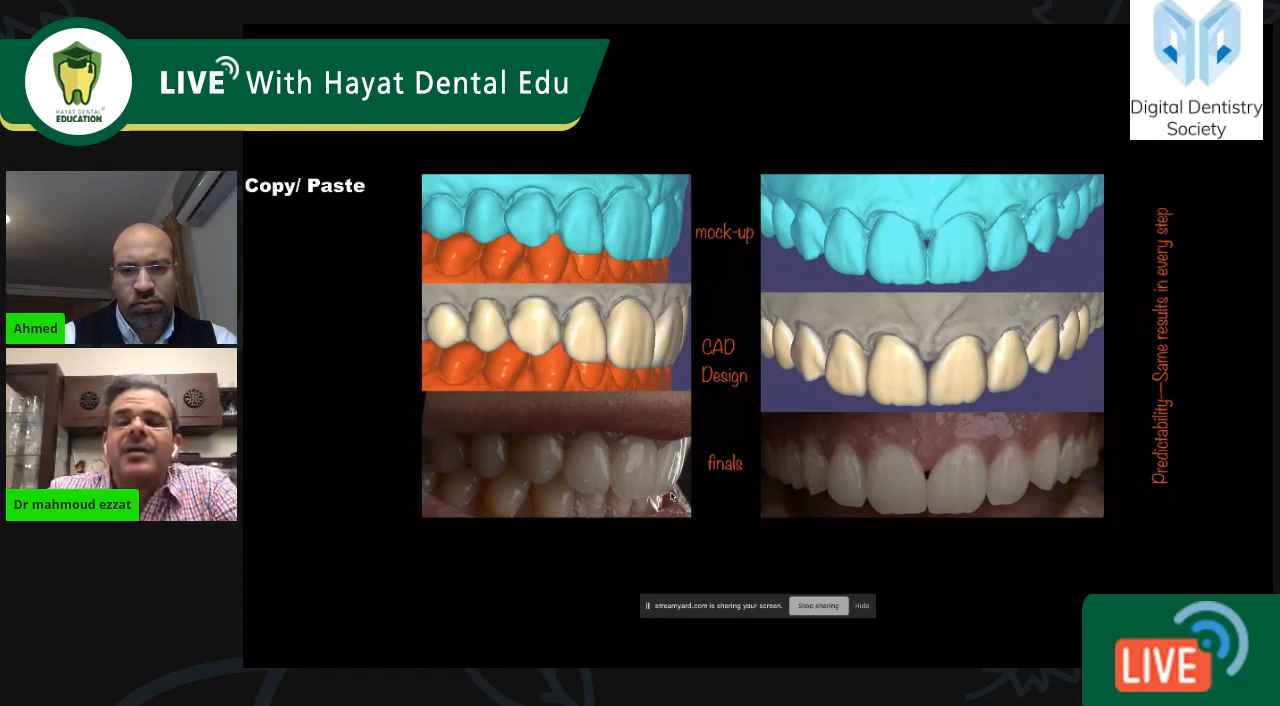 LIVE With Hayat Dental Edu
HAYAT DENTAL®
EDUCATION
Digital Dentistry
Society
Copy/ Paste
Ahmed
Dr mahmoud ezzat
mock-up
CAD
Design
finals
Predictability—Same results in every step
streamyard.com is sharing your screen.
Stop sharing
Hide
LIVE